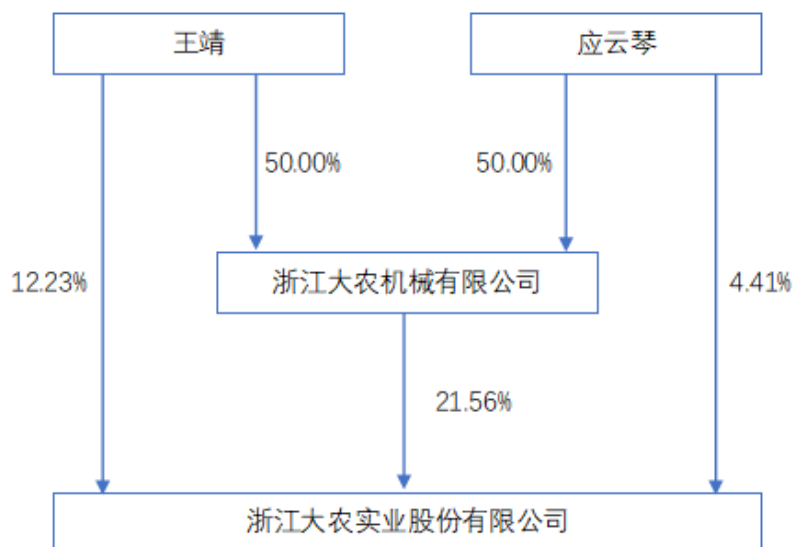 王靖
应云琴
50.00%
50.00%
浙江大农机械有限公司
12.23%
4.41%
21.56%
浙江大农实业股份有限公司